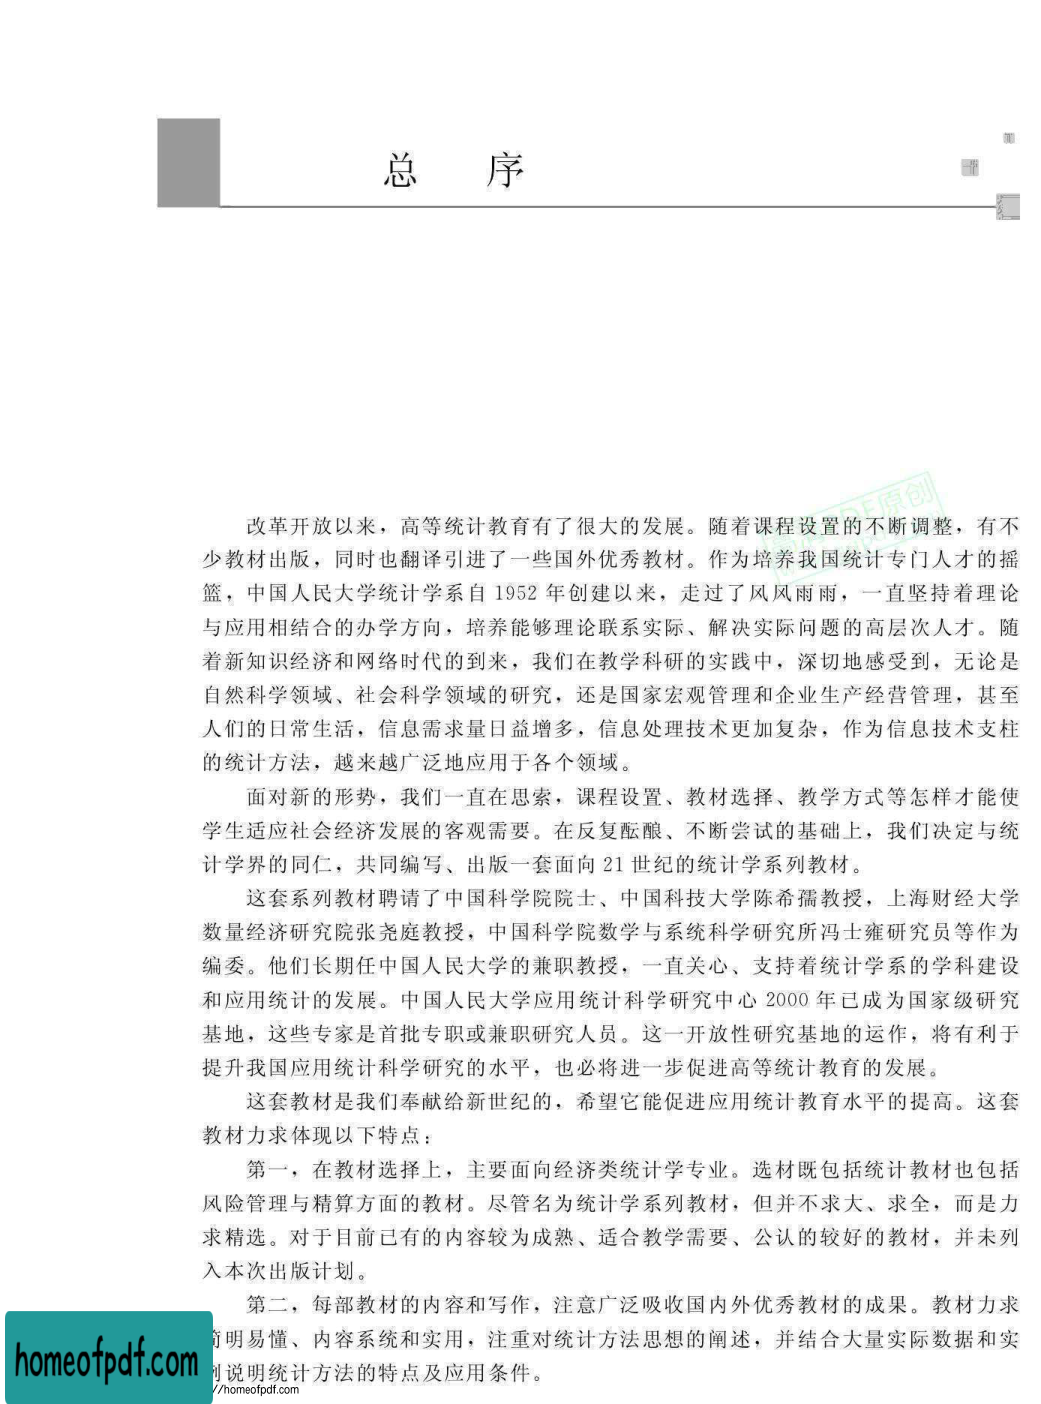 总 序
改革开放以来，高等统计教育有了很大的发展。随着课程设置的不断调整，有不
少教材出版，同时也翻译引进了一些国外优秀教材。作为培养我国统计专门人才的摇
篮，中国人民大学统计学系自 1952 年创建以来，走过了风风雨雨，一直坚持着理论
与应用相结合的办学方向，培养能够理论联系实际、解决实际问题的高层次人才。随
着新知识经济和网络时代的到来，我们在教学科研的实践中，深切地感受到，无论是
自然科学领域、社会科学领域的研究，还是国家宏观管理和企业生产经营管理，甚至
人们的日常生活，信息需求量日益增多，信息处理技术更加复杂，作为信息技术支柱
的统计方法，越来越广泛地应用于各个领域。
面对新的形势，我们一直在思索，课程设置、教材选择、教学方式等怎样才能使
学生适应社会经济发展的客观需要。在反复酝酿、不断尝试的基础上，我们决定与统
计学界的同仁，共同编写、出版一套面向 21 世纪的统计学系列教材。
这套系列教材聘请了中国科学院院士、中国科技大学陈希孺教授，上海财经大学
数量经济研究院张尧庭教授，中国科学院数学与系统科学研究所冯士雍研究员等作为
编委。他们长期任中国人民大学的兼职教授，一直关心、支持着统计学系的学科建设
和应用统计的发展。中国人民大学应用统计科学研究中心 2000 年已成为国家级研究
基地，这些专家是首批专职或兼职研究人员。这一开放性研究基地的运作，将有利于
提升我国应用统计科学研究的水平，也必将进一步促进高等统计教育的发展。
这套教材是我们奉献给新世纪的，希望它能促进应用统计教育水平的提高。这套
教材力求体现以下特点：
第一，在教材选择上，主要面向经济类统计学专业。选材既包括统计教材也包括
风险管理与精算方面的教材。尽管名为统计学系列教材，但并不求大、求全，而是力
求精选。对于目前已有的内容较为成熟、适合教学需要、公认的较好的教材，并未列
入本次出版计划。
第二，每部教材的内容和写作，注意广泛吸收国内外优秀教材的成果。教材力求
简明易懂、内容系统和实用，注重对统计方法思想的阐述，并结合大量实际数据和实
例说明统计方法的特点及应用条件。
homeofpdf.com
//homeofpdf.com